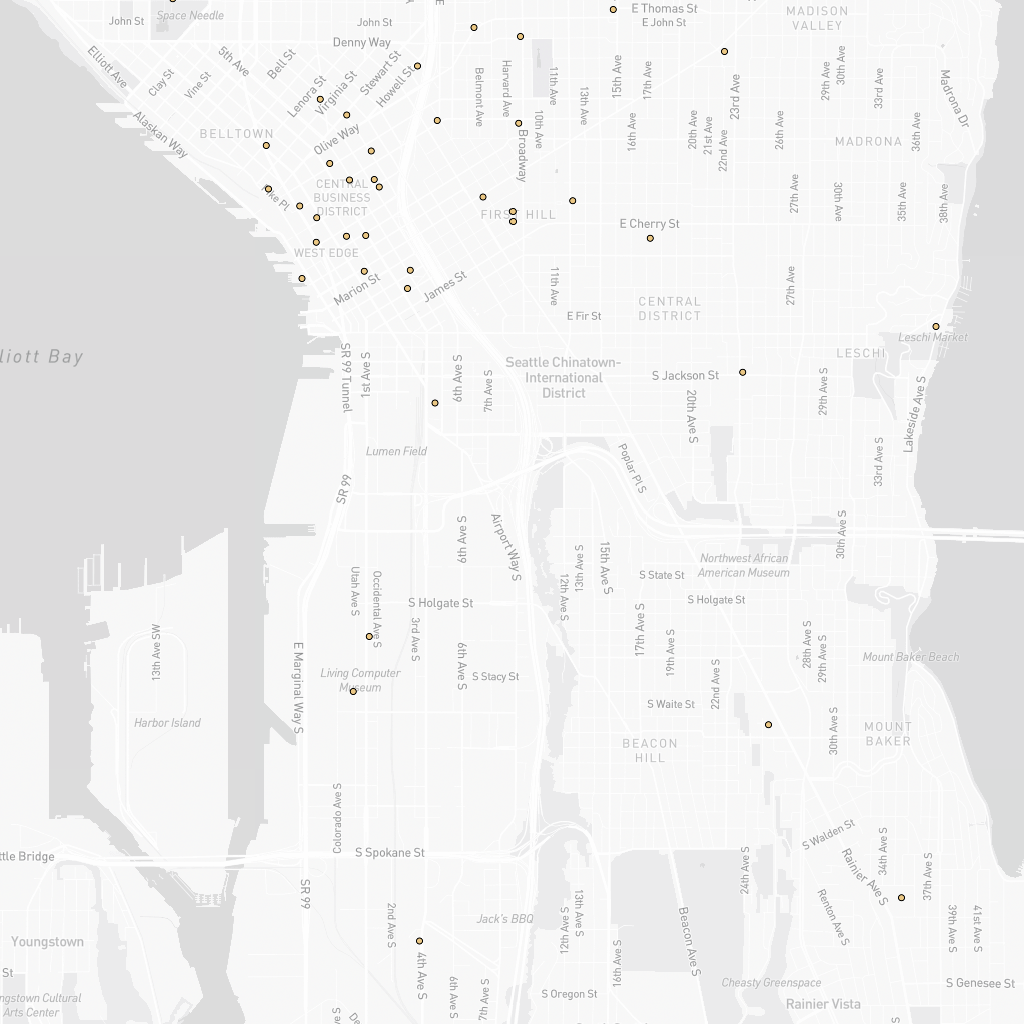 John St
Space Needle
John St
E Thomas St
E John St
MADISON
VALLEY
Denny Way
Elliott Ave
5th Ave
Bell St
Clay St
Vine St
Stewart St
Howell St
Lenora St
Virginia St
Belmont Ave
Harvard Ave
11th Ave
15th Ave
17th Ave
13th Ave
23rd Ave
29th Ave
30th Ave
33rd Ave
Madrona Dr
Alaskan Way
BELLTOWN
Olive Way
10th Ave
Broadway
16th Ave
20th Ave
21st Ave
22nd Ave
26th Ave
MADRONA
36th Ave
Pike Pl
CENTRAL
BUSINESS
DISTRICT
FIRST HILL
E Cherry St
27th Ave
30th Ave
35th Ave
38th Ave
WEST EDGE
Marion St
James St
11th Ave
27th Ave
CENTRAL
DISTRICT
E Fir St
Leschi Market
LESCHI
lliott Bay
SR 99 Tunnel
1st Ave S
6th Ave S
7th Ave S
Seattle Chinatown-
International
District
S Jackson St
20th Ave S
29th Ave S
Lakeside Ave S
Lumen Field
SR 99
Poplar Pl S
33rd Ave S
6th Ave S
Airport Way S
13th Ave S
15th Ave S
12th Ave S
30th Ave S
Northwest African
American Museum
S State St
S Holgate St
Utah Ave S
Occidental Ave S
S Holgate St
3rd Ave S
6th Ave S
13th Ave SW
E Marginal Way S
17th Ave S
19th Ave S
22nd Ave S
28th Ave S
29th Ave S
Mount Baker Beach
Living Computer
Museum
S Stacy St
S Waite St
Harbor Island
BEACON
HILL
30th Ave S
MOUNT
BAKER
Colorado Ave S
S Spokane St
ttle Bridge
SR 99
S Walden St
Rainier Ave S
34th Ave S
37th Ave S
24th Ave S
Renton Ave S
39th Ave S
41st Ave S
2nd Ave S
Jack's BBQ
12th Ave S
13th Ave S
16th Ave S
Beacon Ave S
Youngstown
St
ngstown Cultural
Arts Center
4th Ave S
6th Ave S
7th Ave S
S Oregon St
Cheasty Greenspace
Rainier Vista
S Genesee St